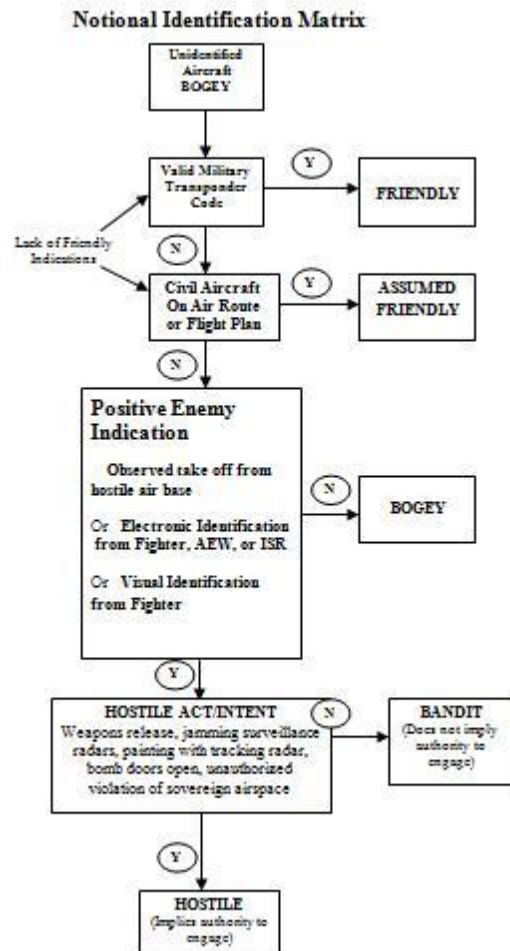 Notional Identification Matrix
Unidentified
Aircraft
BOGEY
Valid Military
Transponder
Code
Y
FRIENDLY
Lack of Friendly
Indications
N
Civil Aircraft
On Air Route
or Flight Plan
Y
ASSUMED
FRIENDLY
N
Positive Enemy
Indication
Observed take off from
hostile air base
Or Electronic Identification
from Fighter, AEW, or ISR
Or Visual Identification
from Fighter
N
BOGEY
Y
HOSTILE ACT/INTENT
Weapons release, jamming surveillance
radars, painting with tracking radar,
bomb doors open, unauthorized
violation of sovereign airspace
N
BANDIT
(Does not imply
authority to
engage)
Y
HOSTILE
(Implies authority to
engage)